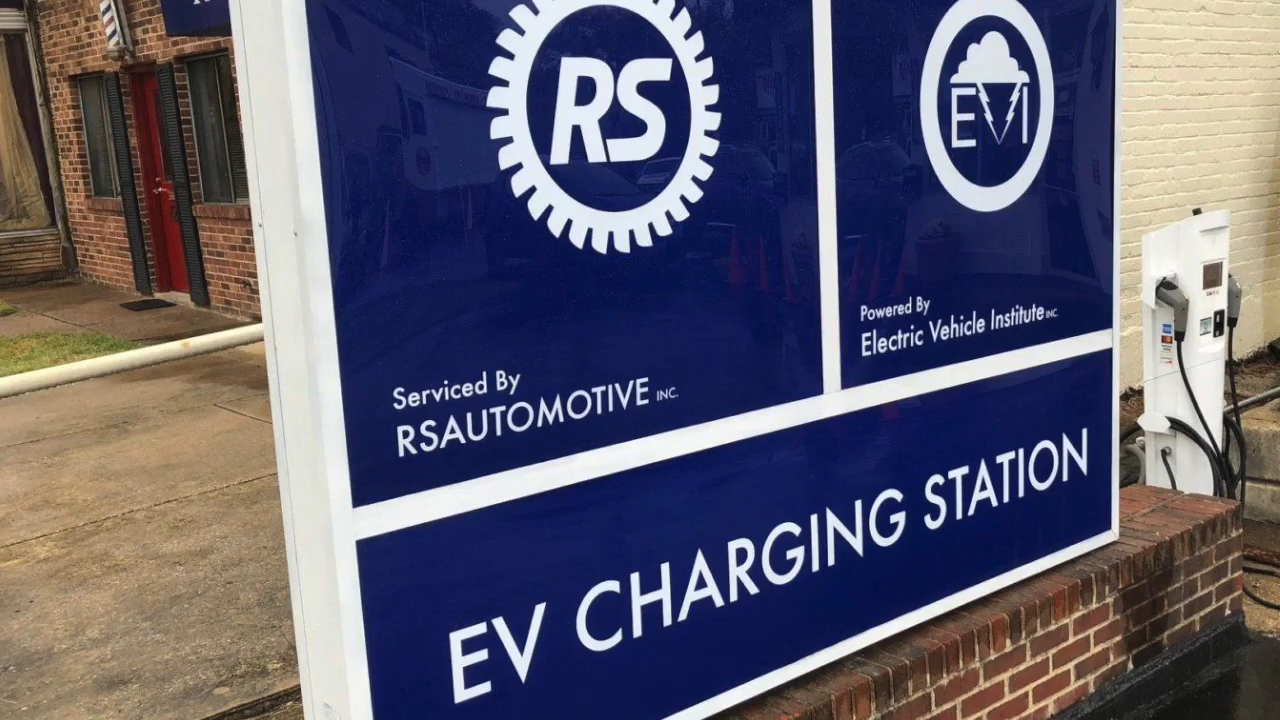 RS
EVI
Serviced By
RSAUTOMOTIVE INC.
Powered By
Electric Vehicle Institute INC.
EV CHARGING STATION